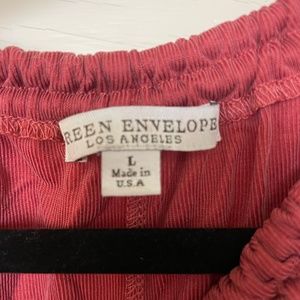 REEN ENVELOPE
LOS ANGELES
L
Made in
U.S.A